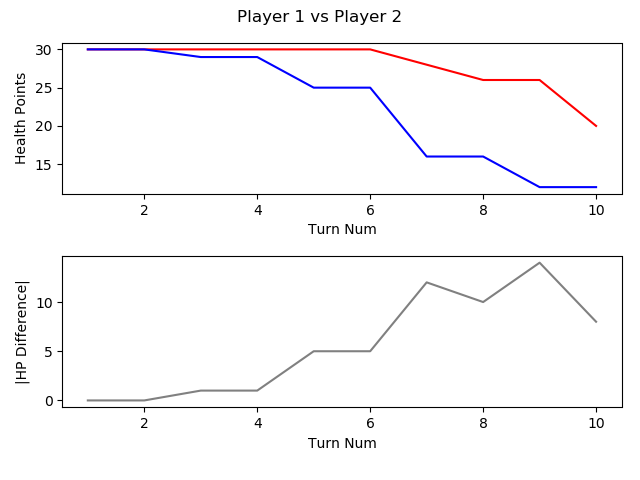 Player 1 vs Player 2
30
25
20
15
Health Points
2 4 6 8 10
Turn Num
10
5
0
|HP Difference|
2 4 6 8 10
Turn Num